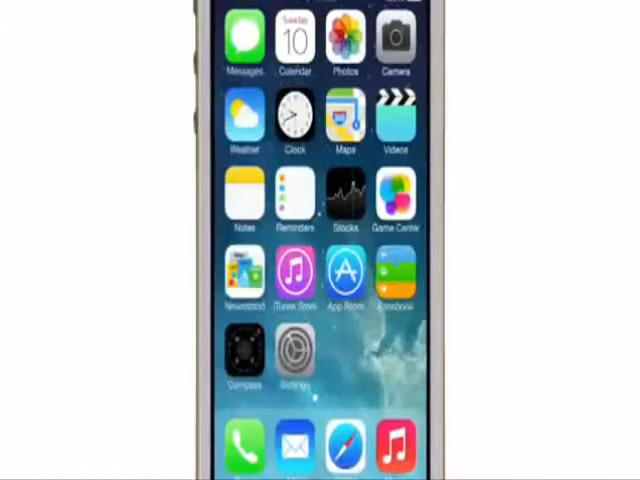 Messages Calendar Photos Camera
10
Weather Clock Maps Videos
Notes Reminders Stocks Game Center
Newsstand iTunes Store App Store Passbook
Compass Settings